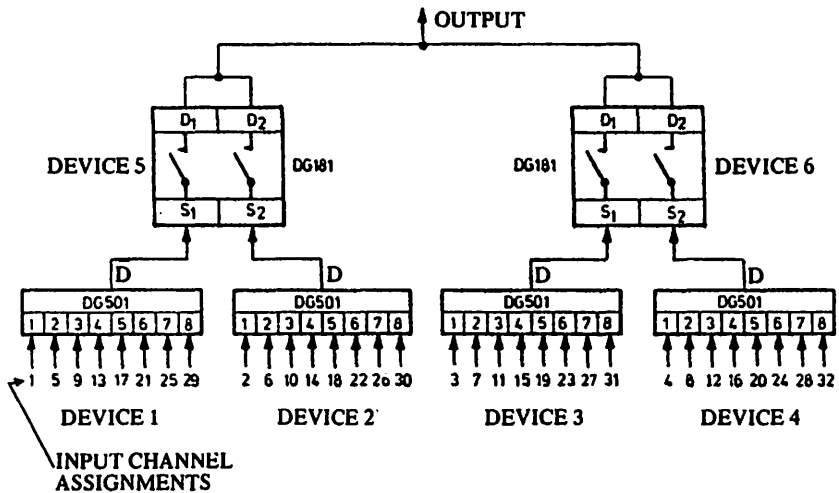 OUTPUT
D1 D2
D1 D2
DEVICE 5
DG181
DG181
DEVICE 6
S1 S2
S1 S2
D
D
D
D
DG501
DG501
DG501
DG501
1 2 3 4 5 6 7 8
1 2 3 4 5 6 7 8
1 2 3 4 5 6 7 8
1 2 3 4 5 6 7 8
1 5 9 13 17 21 25 29
2 6 10 14 18 22 26 30
3 7 11 15 19 23 27 31
4 8 12 16 20 24 28 32
DEVICE 1
DEVICE 2
DEVICE 3
DEVICE 4
INPUT CHANNEL
ASSIGNMENTS